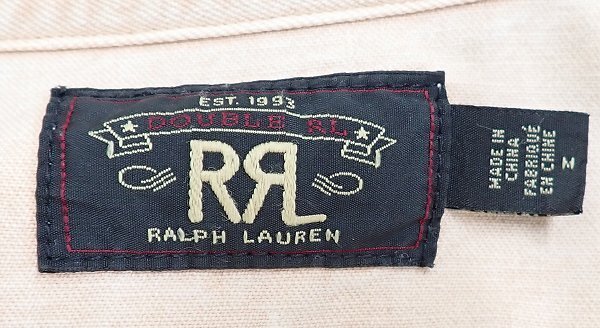 EST. 1993
DOUBLE RL
RRL
RALPH LAUREN
MADE IN
CHINA
FABRIQUÉ
EN CHINE
M